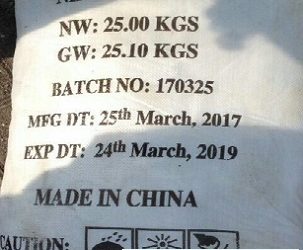 NW: 25.00 KGS
GW: 25.10 KGS
BATCH NO: 170325
MFG DT: 25th March, 2017
EXP DT: 24th March, 2019
MADE IN CHINA
CAUTION: